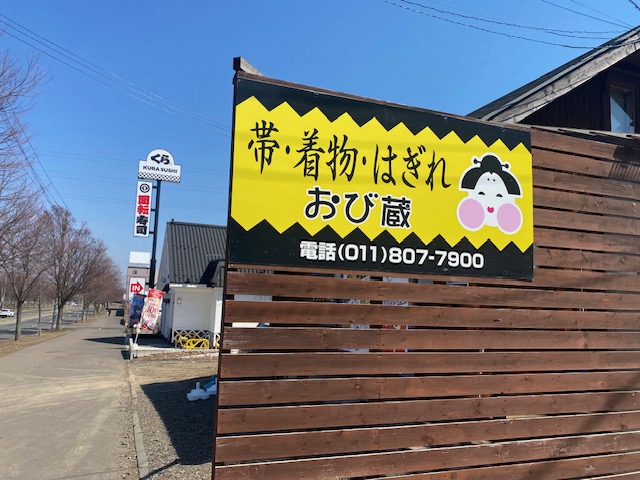 帯・着物・はぎれ
おび蔵
電話(011)807-7900
くら
KURA SUSHI
回転寿司
IN